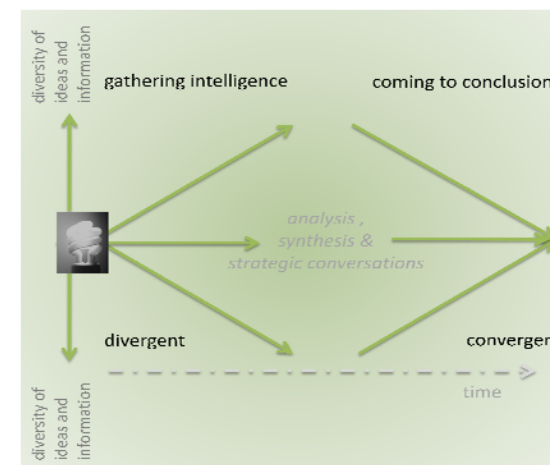 diversity of
ideas and
information
gathering intelligence
coming to conclusion
analysis ,
synthesis &
strategic conversations
divergent
converger
time
diversity of
ideas and
information